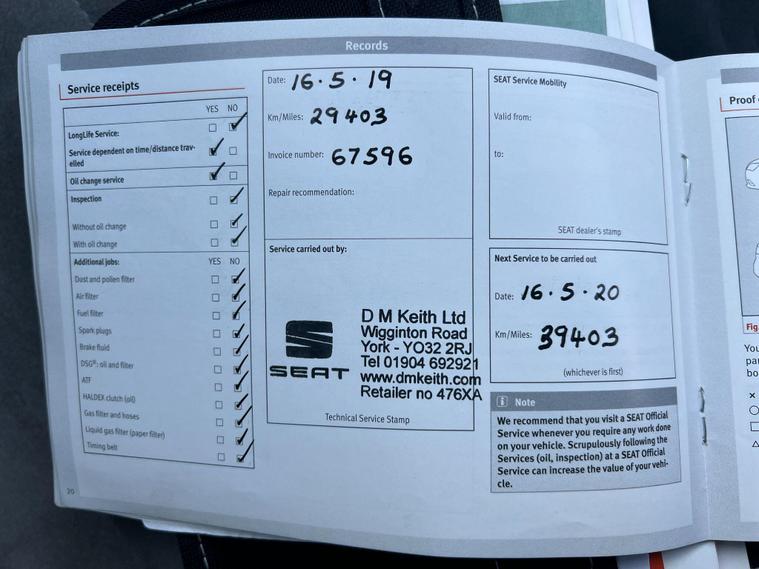 Records
Service receipts
YES NO
LongLife Service:
Service dependent on time/distance trav-
elled
Oil change service
Inspection
Without oil change
With oil change
Additional jobs: YES NO
Dust and pollen filter
Air filter
Fuel filter
Spark plugs
Brake fluid
DSG®: oil and filter
ATF
HALDEX clutch (oil)
Gas filter and hoses
Liquid gas filter (paper filter)
Timing belt
20
Date: 16·5·19
Km/Miles: 29403
Invoice number: 67596
Repair recommendation:
Service carried out by:
SEAT
D M Keith Ltd
Wigginton Road
York - YO32 2RJ
Tel 01904 692921
www.dmkeith.com
Retailer no 476XA
Technical Service Stamp
SEAT Service Mobility
Valid from:
to:
SEAT dealer's stamp
Next Service to be carried out
Date: 16·5·20
Km/Miles: 39403
(whichever is first)
Note
We recommend that you visit a SEAT Official
Service whenever you require any work done
on your vehicle. Scrupulously following the
Services (oil, inspection) at a SEAT Official
Service can increase the value of your vehi-
cle.
Proof
Fig.
You